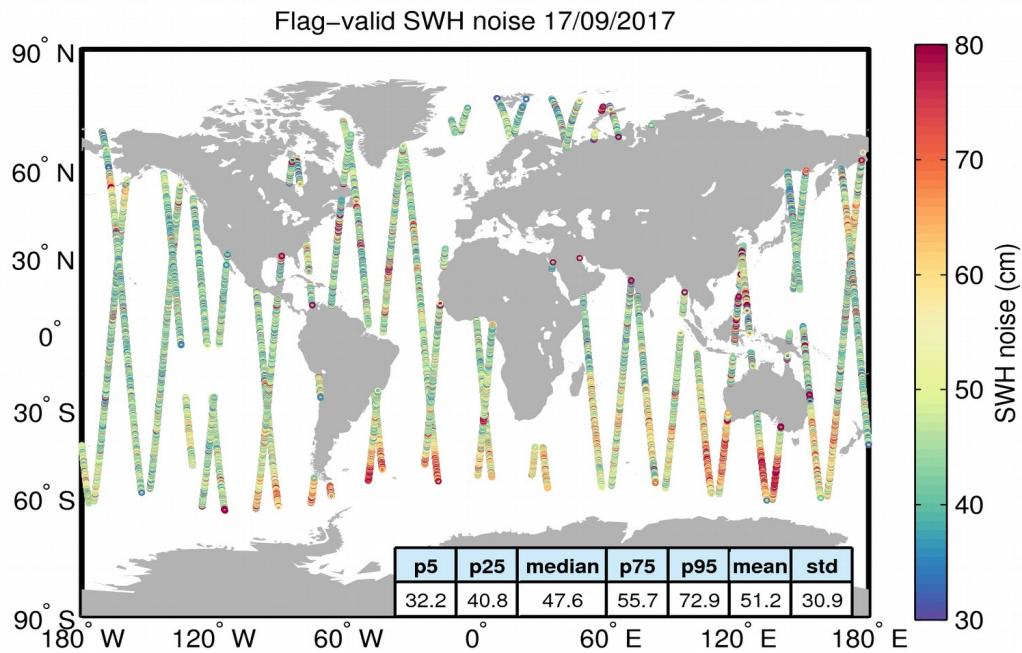 Flag−valid SWH noise 17/09/2017
90° N
60° N
30° N
0°
30° S
60° S
90° S
180° W
120° W
60° W
0°
60° E
120° E
180° E
80
70
60
50
40
30
SWH noise (cm)
p5 p25 median p75 p95 mean std
32.2 40.8 47.6 55.7 72.9 51.2 30.9